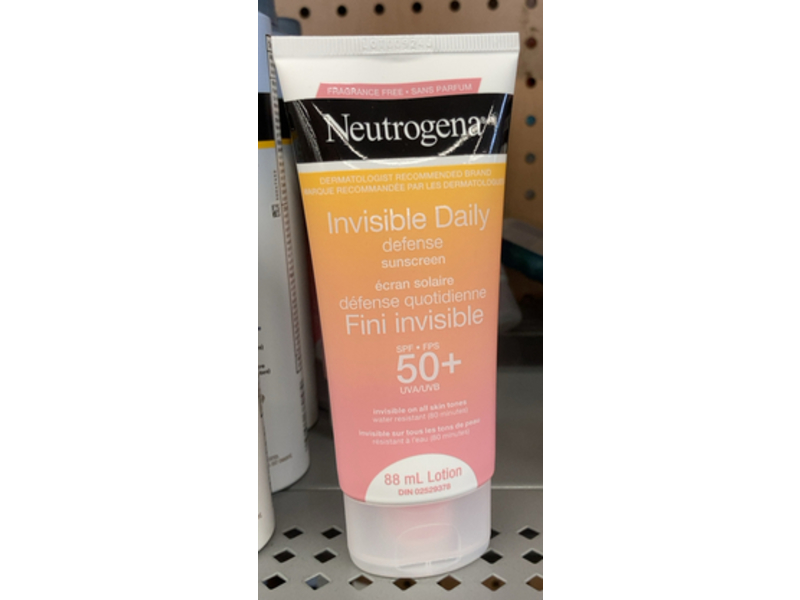 FRAGRANCE FREE • SANS PARFUM
Neutrogena
DERMATOLOGIST RECOMMENDED BRAND
MARQUE RECOMMANDÉE PAR LES DERMATOLOGUES
Invisible Daily
defense
sunscreen
écran solaire
défense quotidienne
Fini invisible
SPF • FPS
50+
UVA/UVB
invisible on all skin tones
water resistant (80 minutes)
invisible sur tous les tons de peau
résistant à l'eau (80 minutes)
88 mL Lotion
DIN 02529378